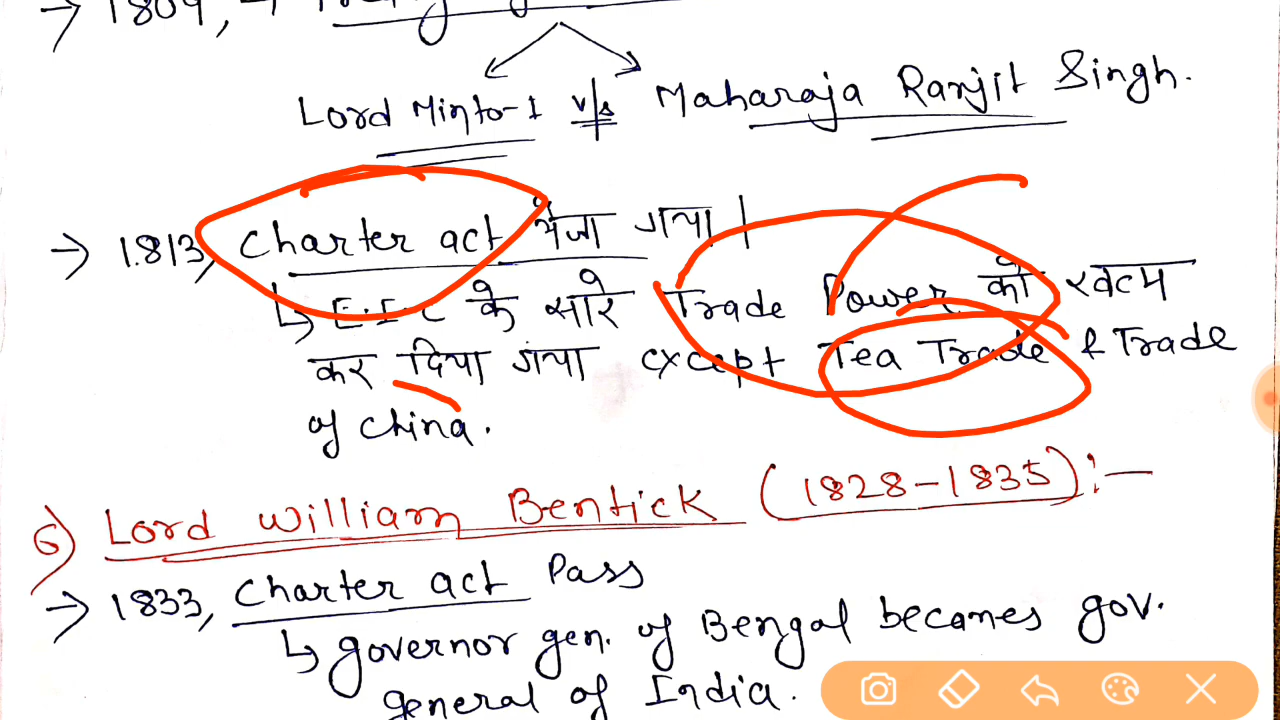 → 1809, →
Lord Minto-I v/s Maharaja Ranjit Singh.
→ 1813, Charter act भेजा गया।
↳ E.I.C के सारे Trade Power को खत्म
कर दिया गया except Tea Trade & Trade
of China.
6) Lord William Bentick (1828-1835):—
→ 1833, Charter act Pass
↳ governor gen. of Bengal becomes gov.
general of India.